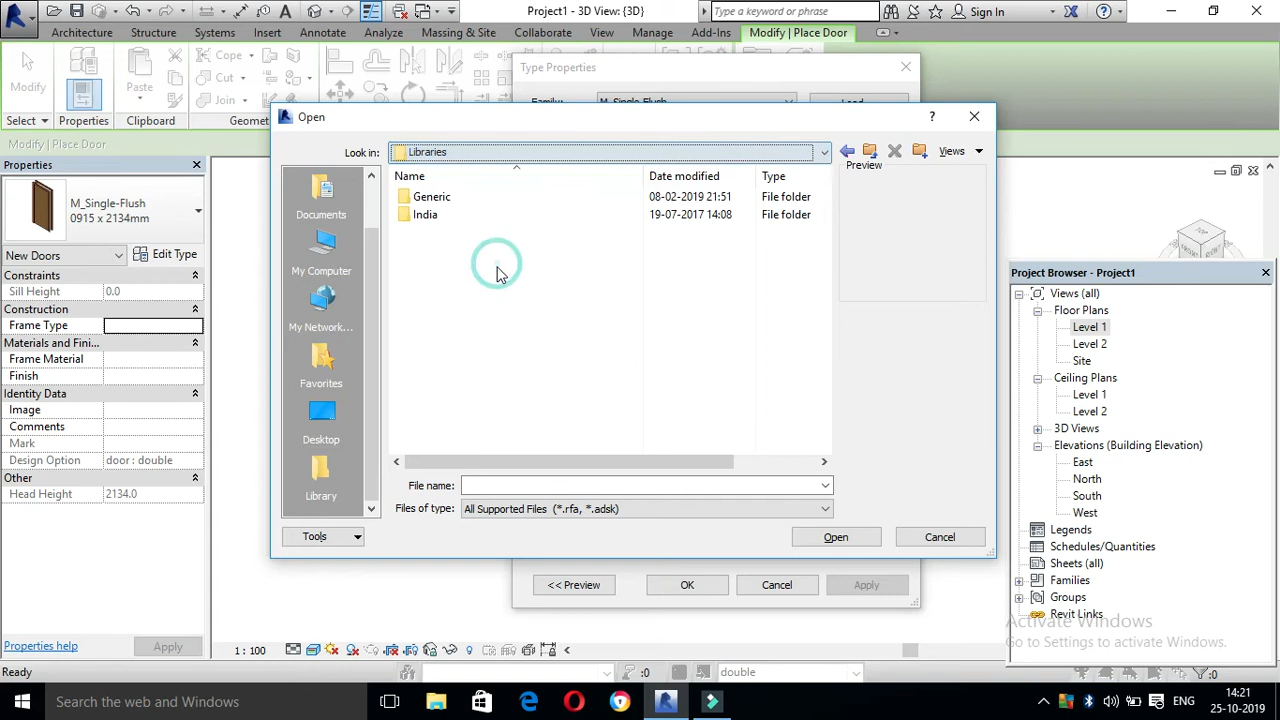 Project1 - 3D View: {3D}
Type a keyword or phrase
Sign In
Architecture Structure Systems Insert Annotate Analyze Massing & Site Collaborate View Manage Add-Ins Modify | Place Door
Modify
Properties
Paste
Cope
Cut
Join
Select
Properties
Clipboard
Geomet
Modify | Place Door
Type Properties
Family: M_Single-Flush Load...
Open
Look in: Libraries
Views
Name Date modified Type
Generic 08-02-2019 21:51 File folder
India 19-07-2017 14:08 File folder
Preview
Documents
My Computer
My Network...
Favorites
Desktop
Library
File name:
Files of type: All Supported Files (*.rfa, *.adsk)
Tools Open Cancel
<< Preview OK Cancel Apply
Properties
M_Single-Flush
0915 x 2134mm
New Doors Edit Type
Constraints
Sill Height 0.0
Construction
Frame Type
Materials and Fini...
Frame Material
Finish
Identity Data
Image
Comments
Mark
Design Option door : double
Other
Head Height 2134.0
Properties help Apply
Project Browser - Project1
Views (all)
Floor Plans
Level 1
Level 2
Site
Ceiling Plans
Level 1
Level 2
3D Views
Elevations (Building Elevation)
East
North
South
West
Legends
Schedules/Quantities
Sheets (all)
Families
Groups
Revit Links
Activate Windows
Go to Settings to activate Windows.
1 : 100
Ready :0 double :0
Search the web and Windows
ENG
14:21
25-10-2019